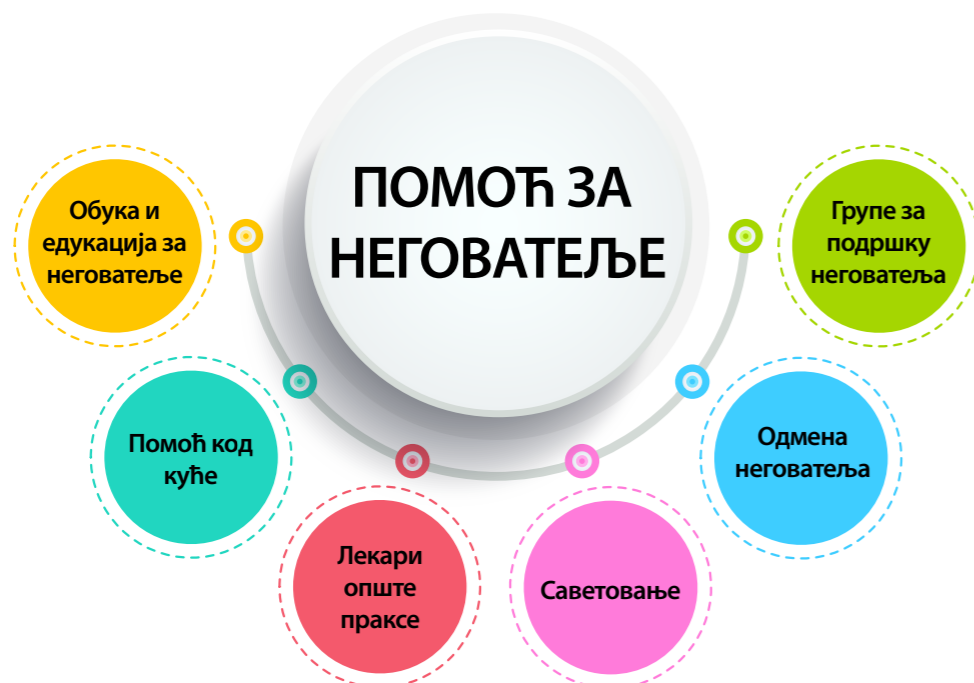 ПОМОЋ ЗА
НЕГОВАТЕЉЕ
Обука и
едукација за
неговатеље
Помоћ код
куће
Лекари
опште
праксе
Саветовање
Одмена
неговатеља
Групе за
подршку
неговатеља